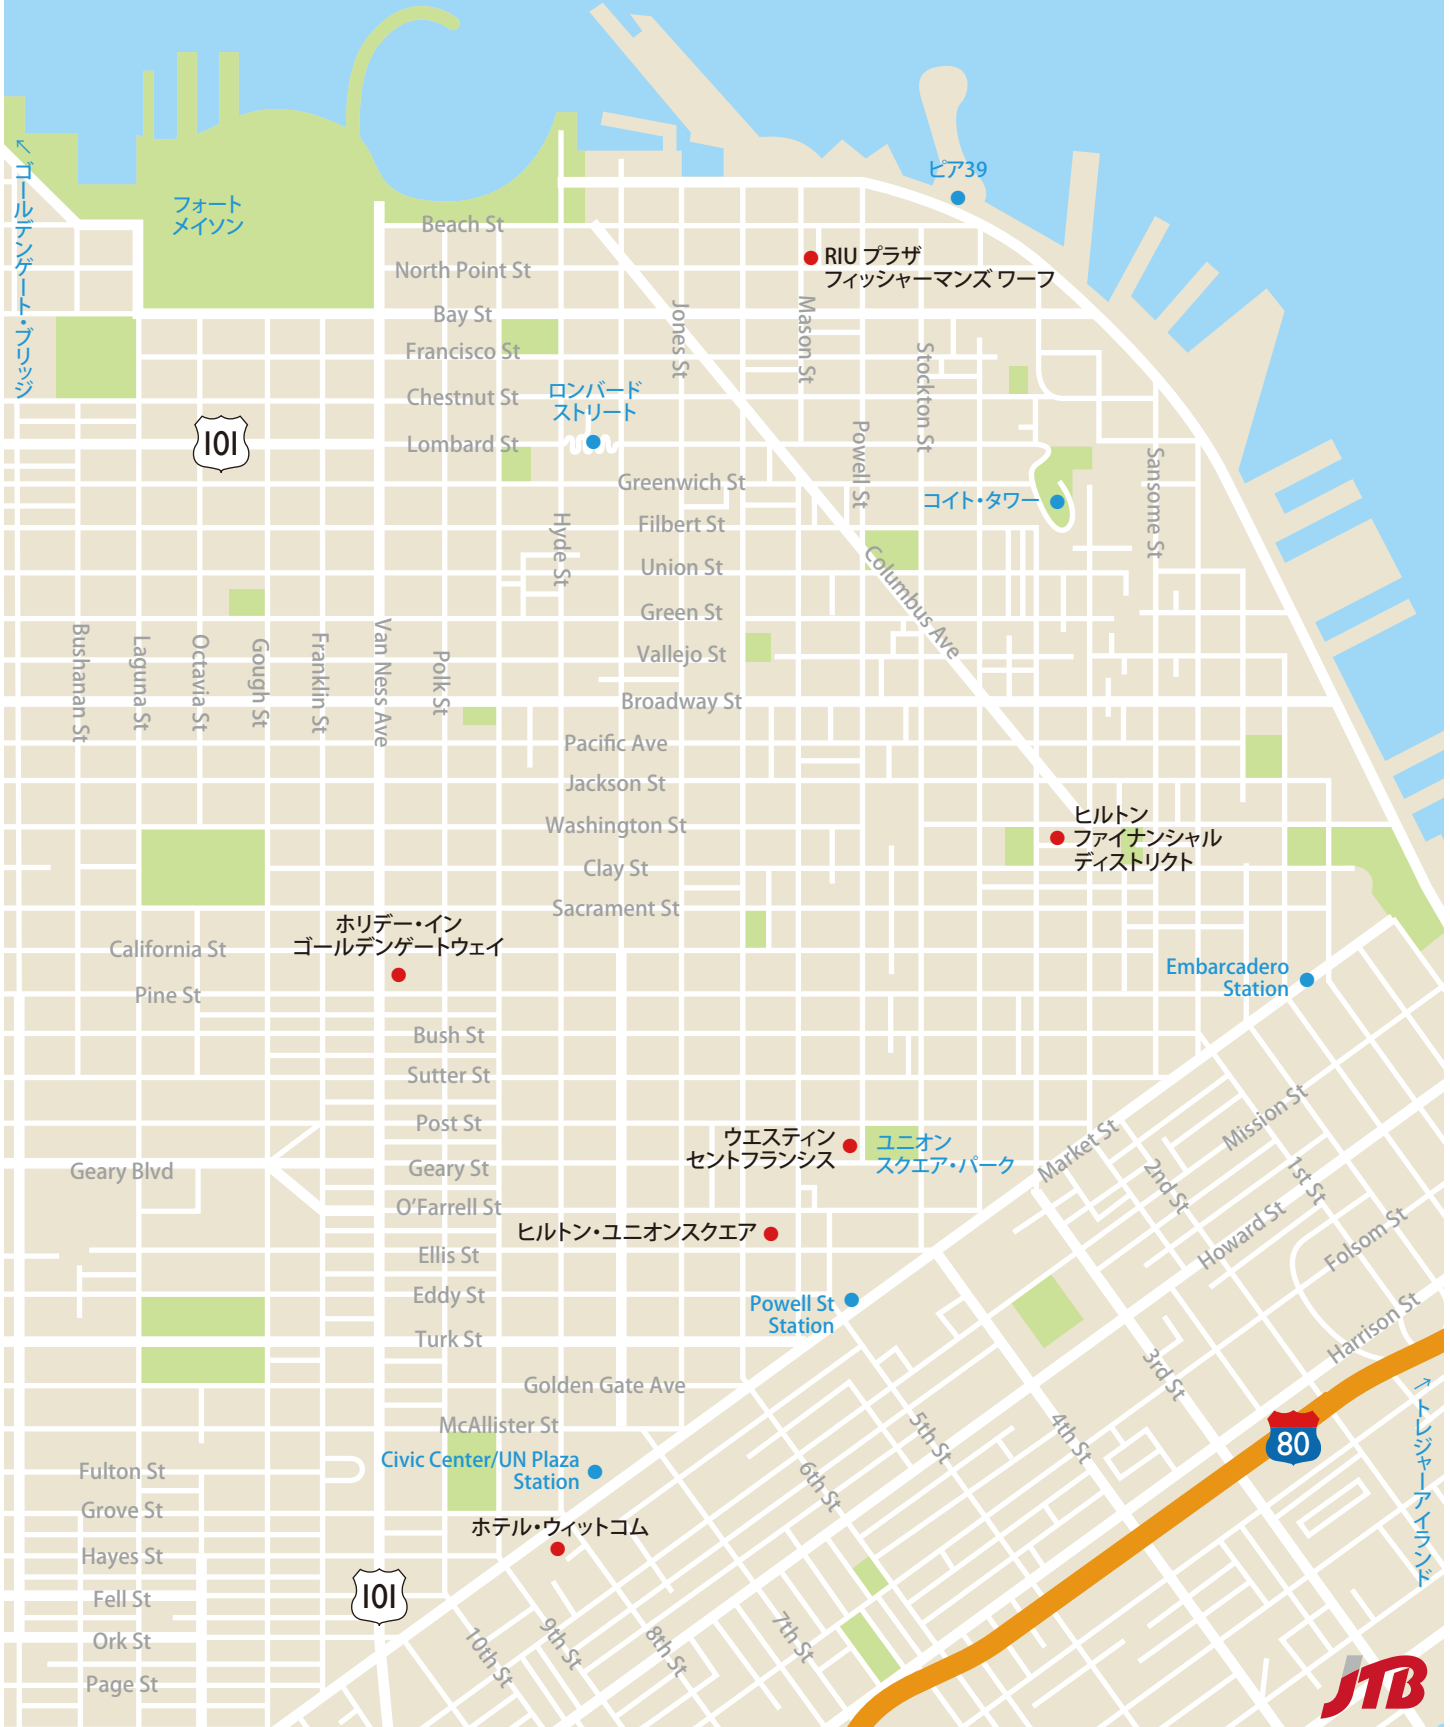 ↑ゴールデンゲート・ブリッジ
フォート
メイソン
ピア39
Beach St
RIU プラザ
フィッシャーマンズ ワーフ
North Point St
Bay St
Jones St
Mason St
Stockton St
Francisco St
Chestnut St
ロンバード
ストリート
101
Lombard St
Powell St
Sansome St
Greenwich St
コイト・タワー
Filbert St
Hyde St
Union St
Columbus Ave
Green St
Vallejo St
Bushanan St
Laguna St
Octavia St
Gough St
Franklin St
Van Ness Ave
Polk St
Broadway St
Pacific Ave
Jackson St
Washington St
ヒルトン
ファイナンシャル
ディストリクト
Clay St
Sacrament St
ホリデー・イン
ゴールデンゲートウェイ
California St
Pine St
Embarcadero
Station
Bush St
Sutter St
Post St
Market St
Mission St
ウエスティン
セントフランシス
ユニオン
スクエア・パーク
Geary Blvd
Geary St
2nd St
1st St
O'Farrell St
ヒルトン・ユニオンスクエア
Howard St
Folsom St
Ellis St
Eddy St
Powell St
Station
Turk St
Harrison St
3rd St
Golden Gate Ave
McAllister St
5th St
4th St
80
↑トレジャーアイランド
Civic Center/UN Plaza
Station
Fulton St
6th St
Grove St
ホテル・ウィットコム
Hayes St
Fell St
101
Ork St
10th St
9th St
8th St
7th St
Page St
JTB